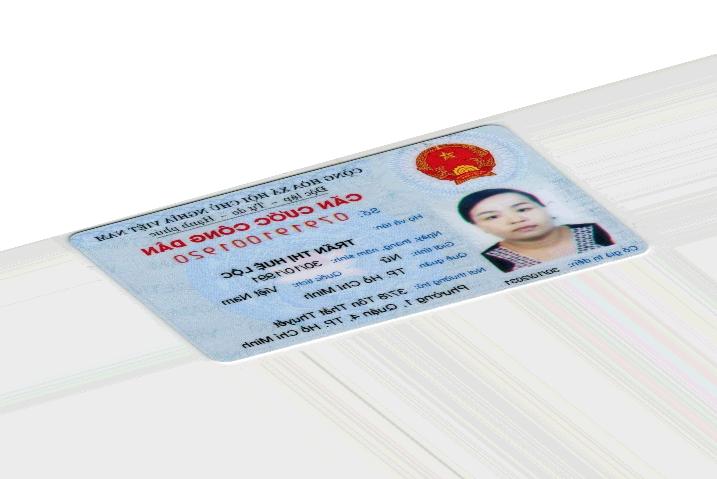 CỘNG HÒA XÃ HỘI CHỦ NGHĨA VIỆT NAM
Độc lập - Tự do - Hạnh phúc
CĂN CƯỚC CÔNG DÂN
Số: 079191001920
Họ và tên:
TRẦN THỊ HUỆ LỘC
Ngày, tháng, năm sinh: 30/10/1991
Giới tính: Nữ Quốc tịch: Việt Nam
Quê quán: TP Hồ Chí Minh
Nơi thường trú: 37/8 Tôn Thất Thuyết
Phường 1, Quận 4, TP. Hồ Chí Minh
Có giá trị đến: 30/10/2031